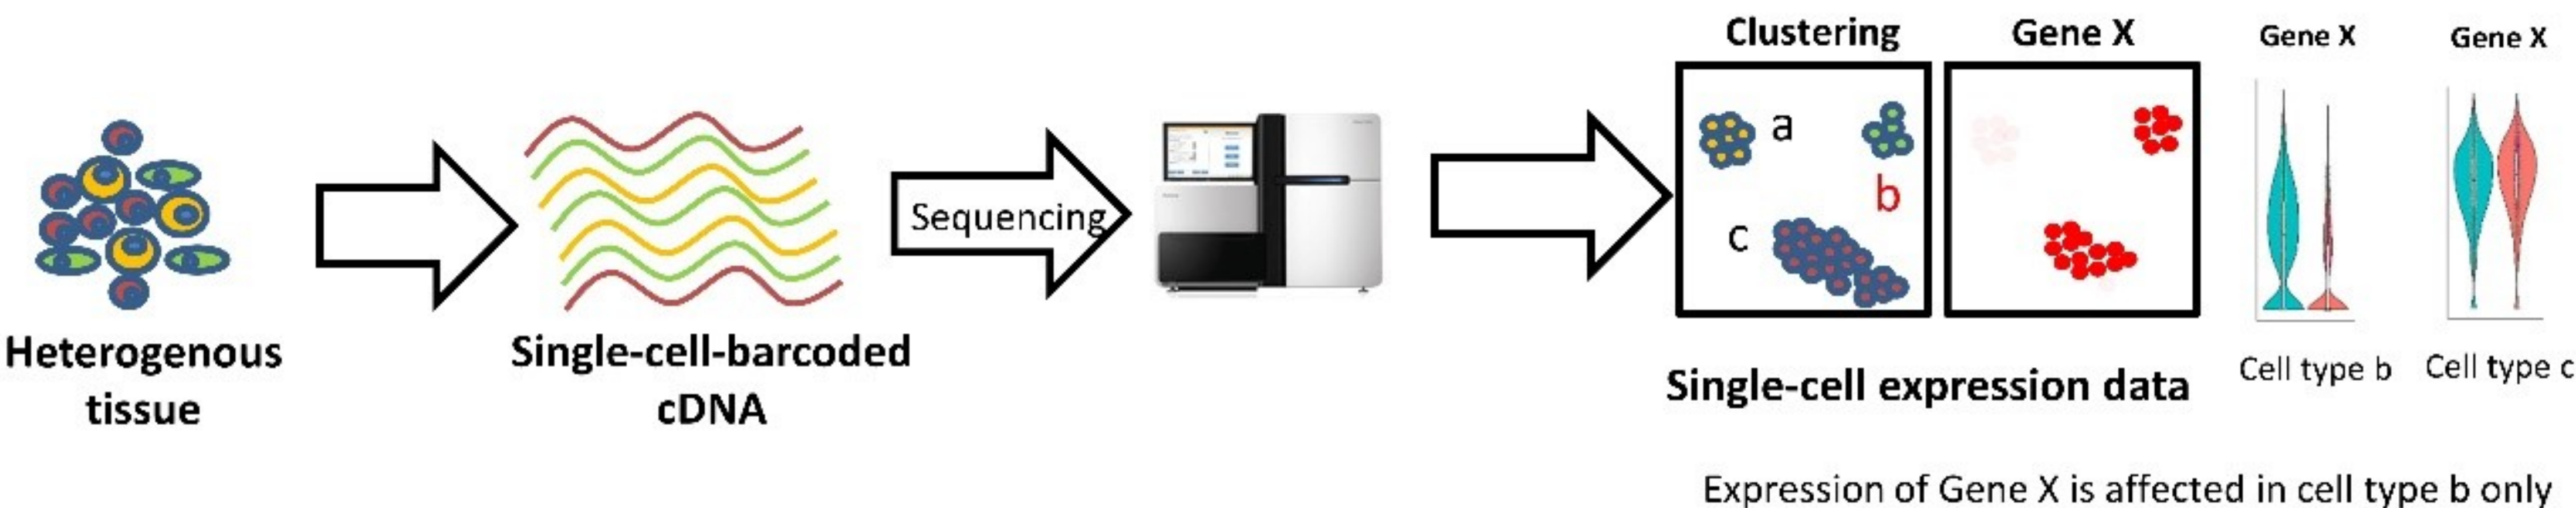 Heterogenous
tissue
Single-cell-barcoded
cDNA
Sequencing
Clustering
a
b
c
Gene X
Single-cell expression data
Gene X
Cell type b
Gene X
Cell type c
Expression of Gene X is affected in cell type b only